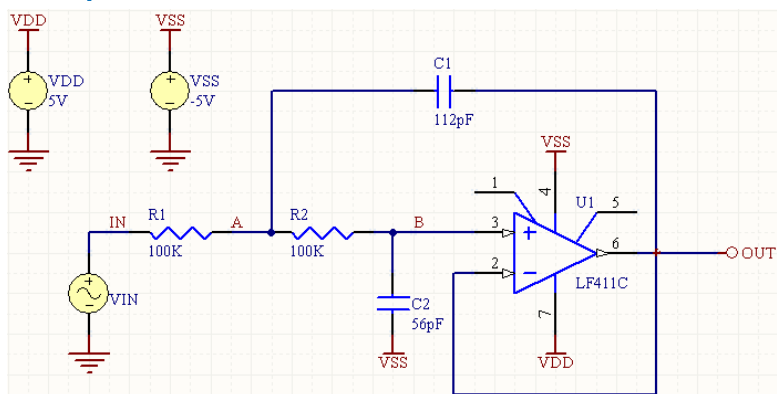 VDD
VSS
VDD
5V
VSS
-5V
C1
112pF
VSS
1
4
U1
5
IN
R1
A
R2
B
3
100K
100K
2
6
OUT
LF411C
VIN
C2
56pF
7
VSS
VDD